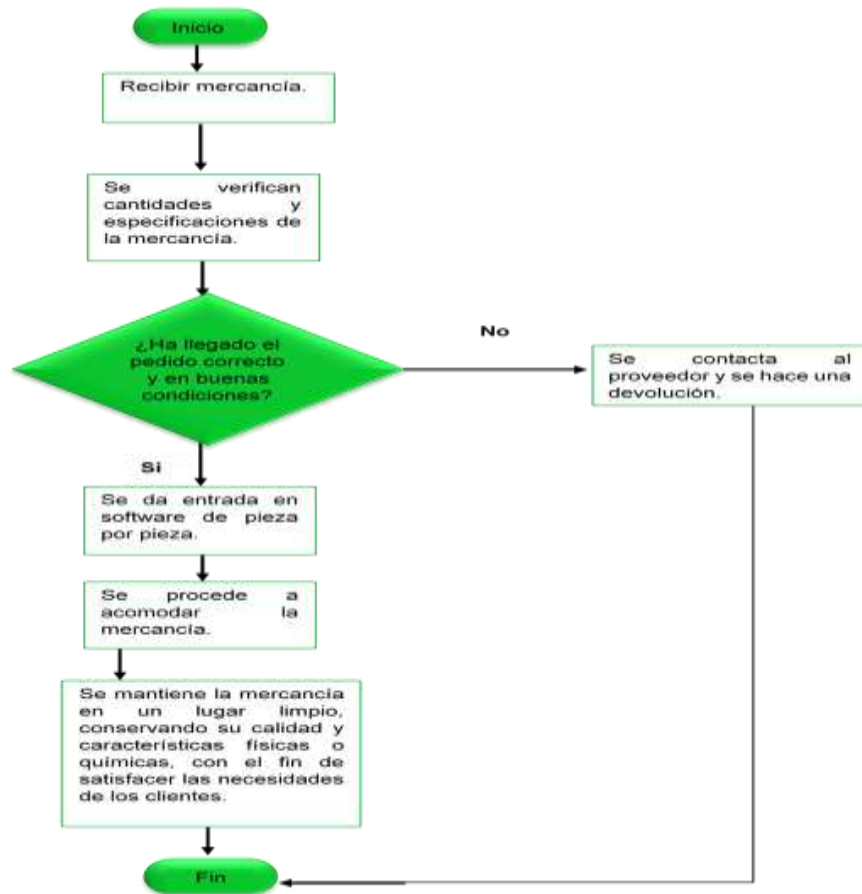 Inicio
Recibir mercancía.
Se verifican
cantidades y
especificaciones de
la mercancía.
¿Ha llegado el
pedido correcto
y en buenas
condiciones?
No
Se contacta al
proveedor y se hace una
devolución.
Si
Se da entrada en
software de pieza
por pieza.
Se procede a
acomodar la
mercancía.
Se mantiene la mercancía
en un lugar limpio,
conservando su calidad y
características físicas o
químicas, con el fin de
satisfacer las necesidades
de los clientes.
Fin